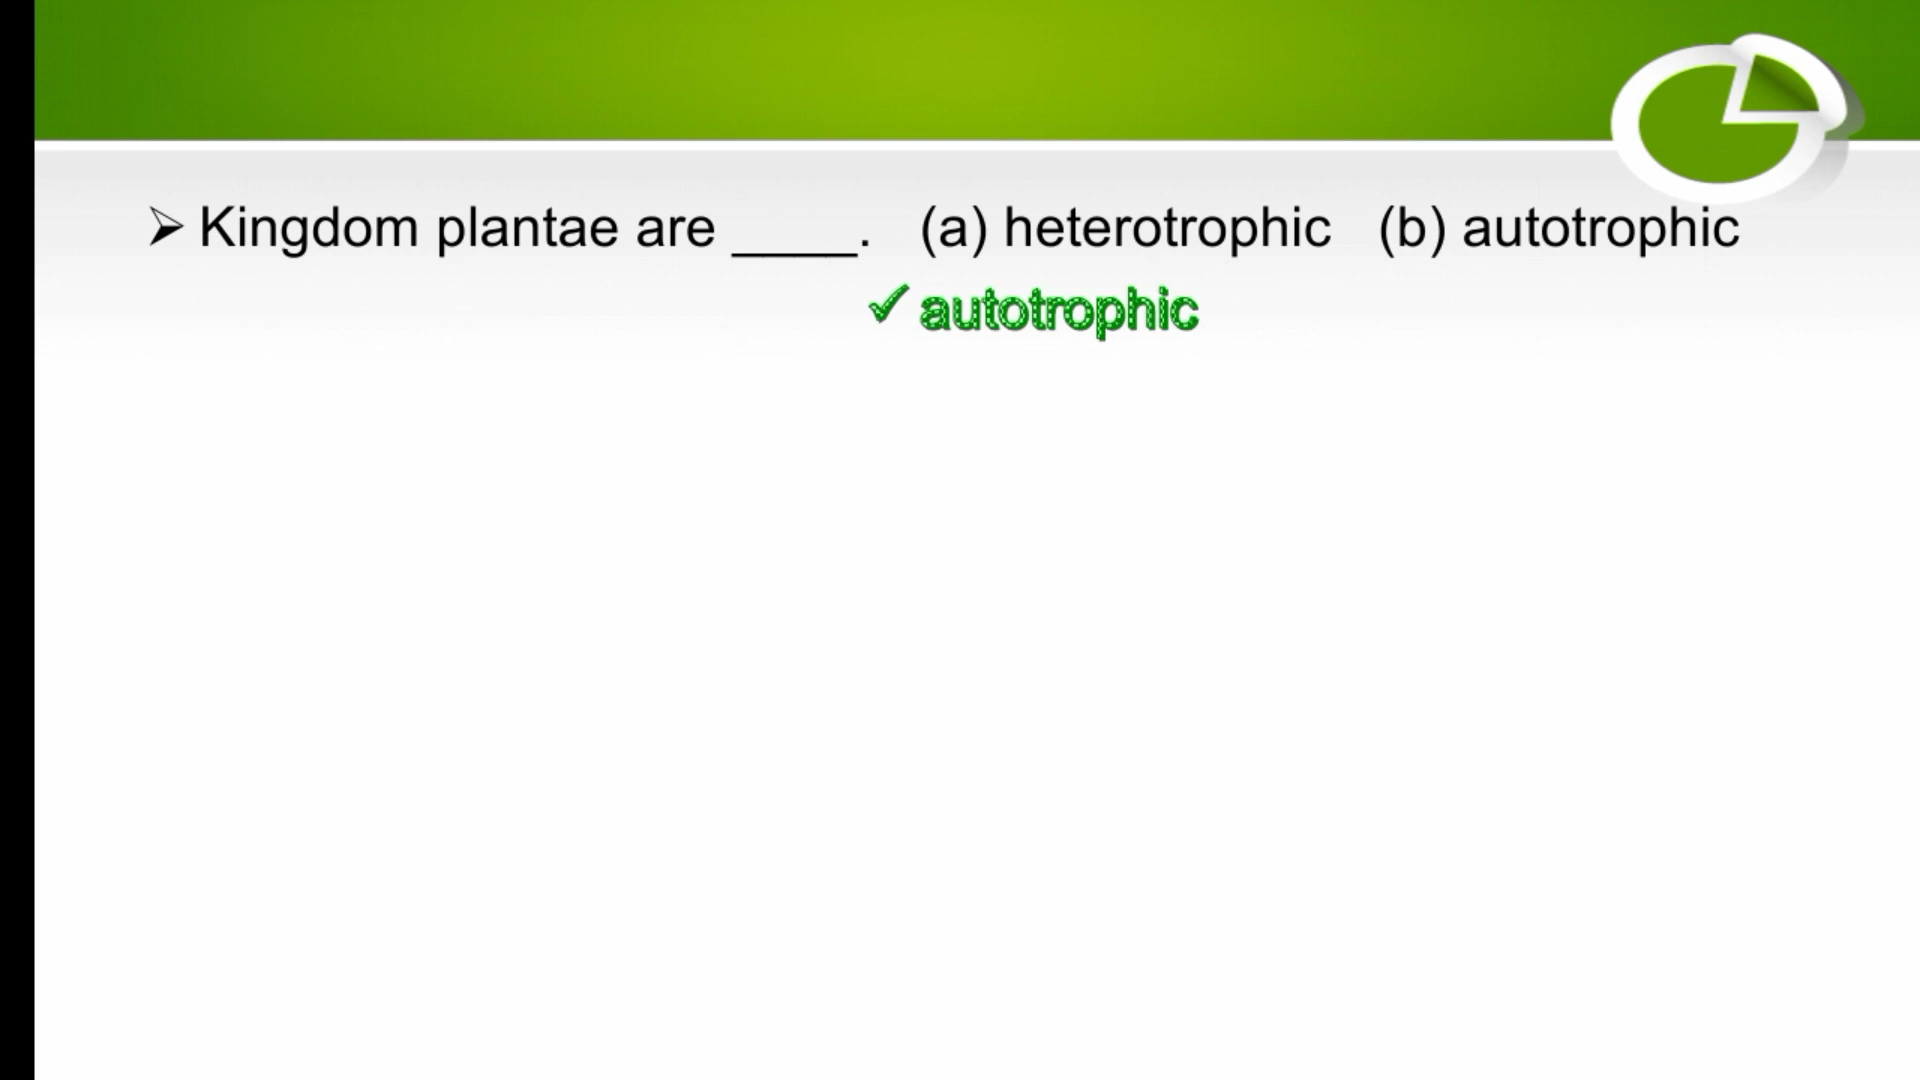 ➢ Kingdom plantae are ____. (a) heterotrophic (b) autotrophic
✓ autotrophic